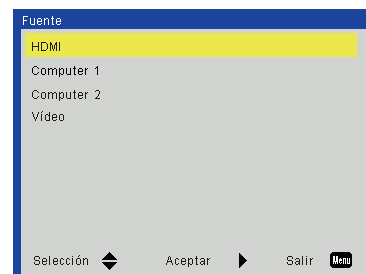 Fuente
HDMI
Computer 1
Computer 2
Vídeo
Selección Aceptar Salir Menu